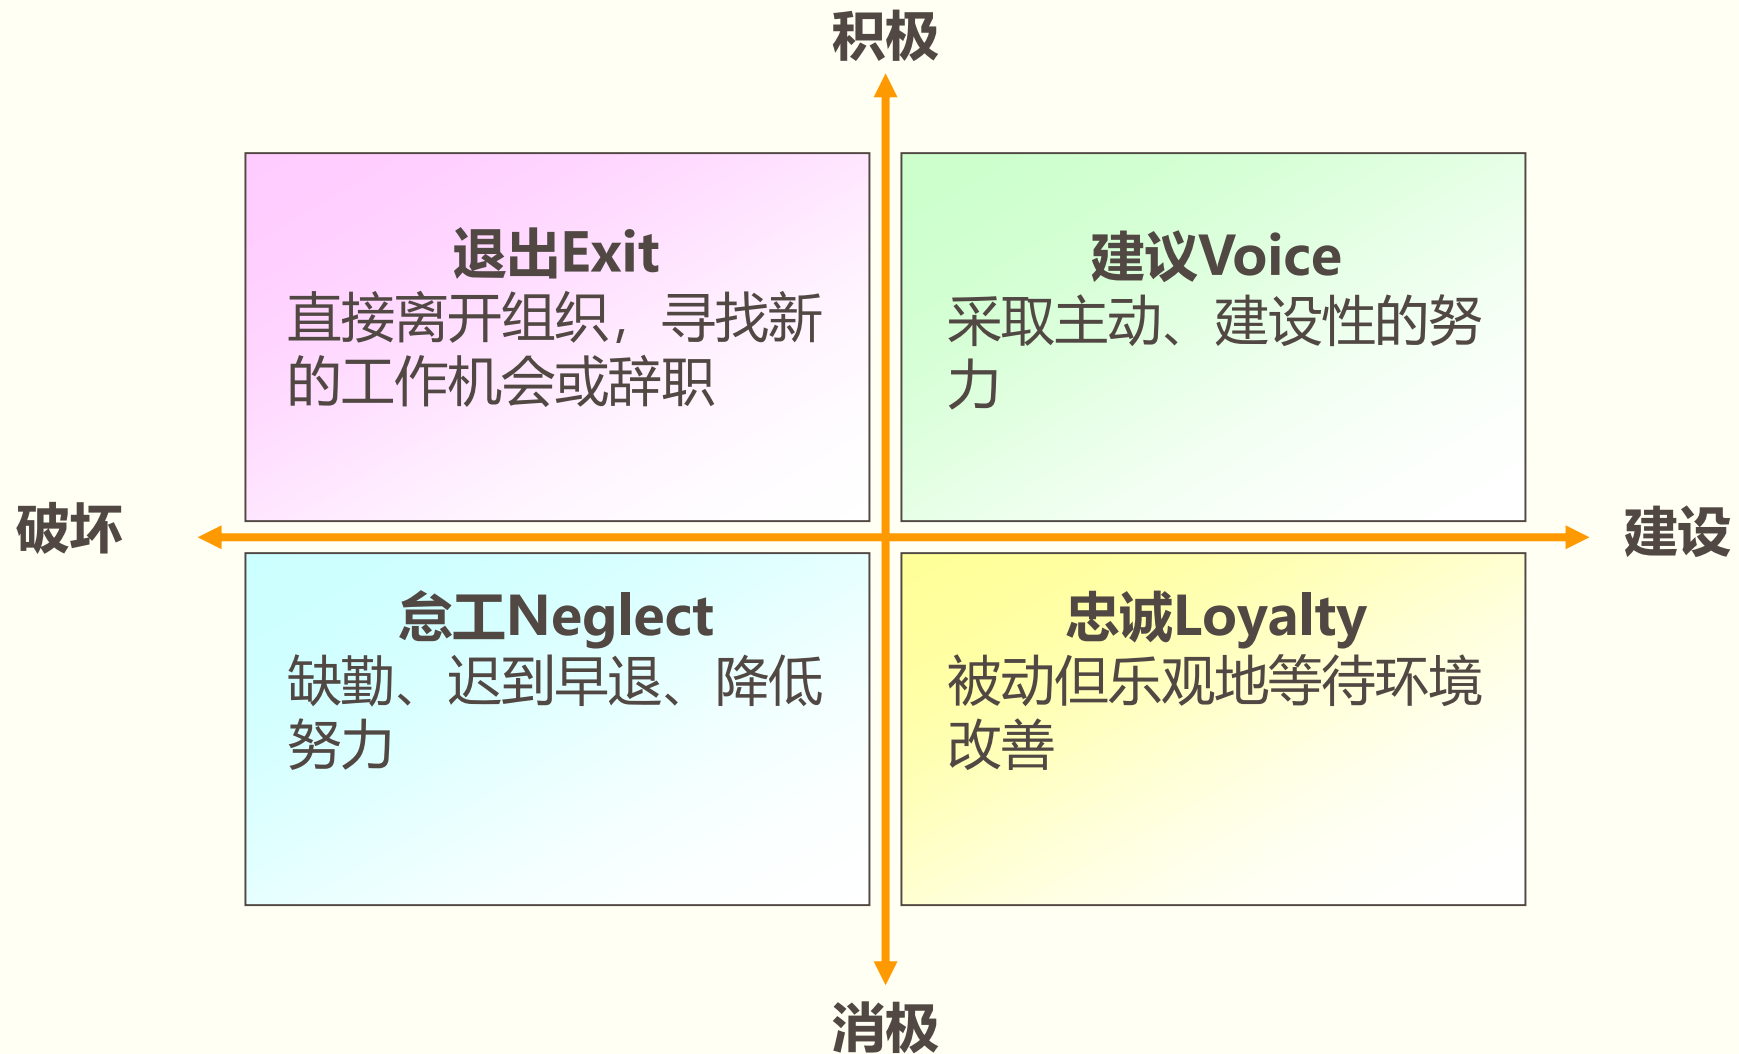 积极
退出Exit
直接离开组织，寻找新
的工作机会或辞职
建议Voice
采取主动、建设性的努
力
破坏
建设
怠工Neglect
缺勤、迟到早退、降低
努力
忠诚Loyalty
被动但乐观地等待环境
改善
消极